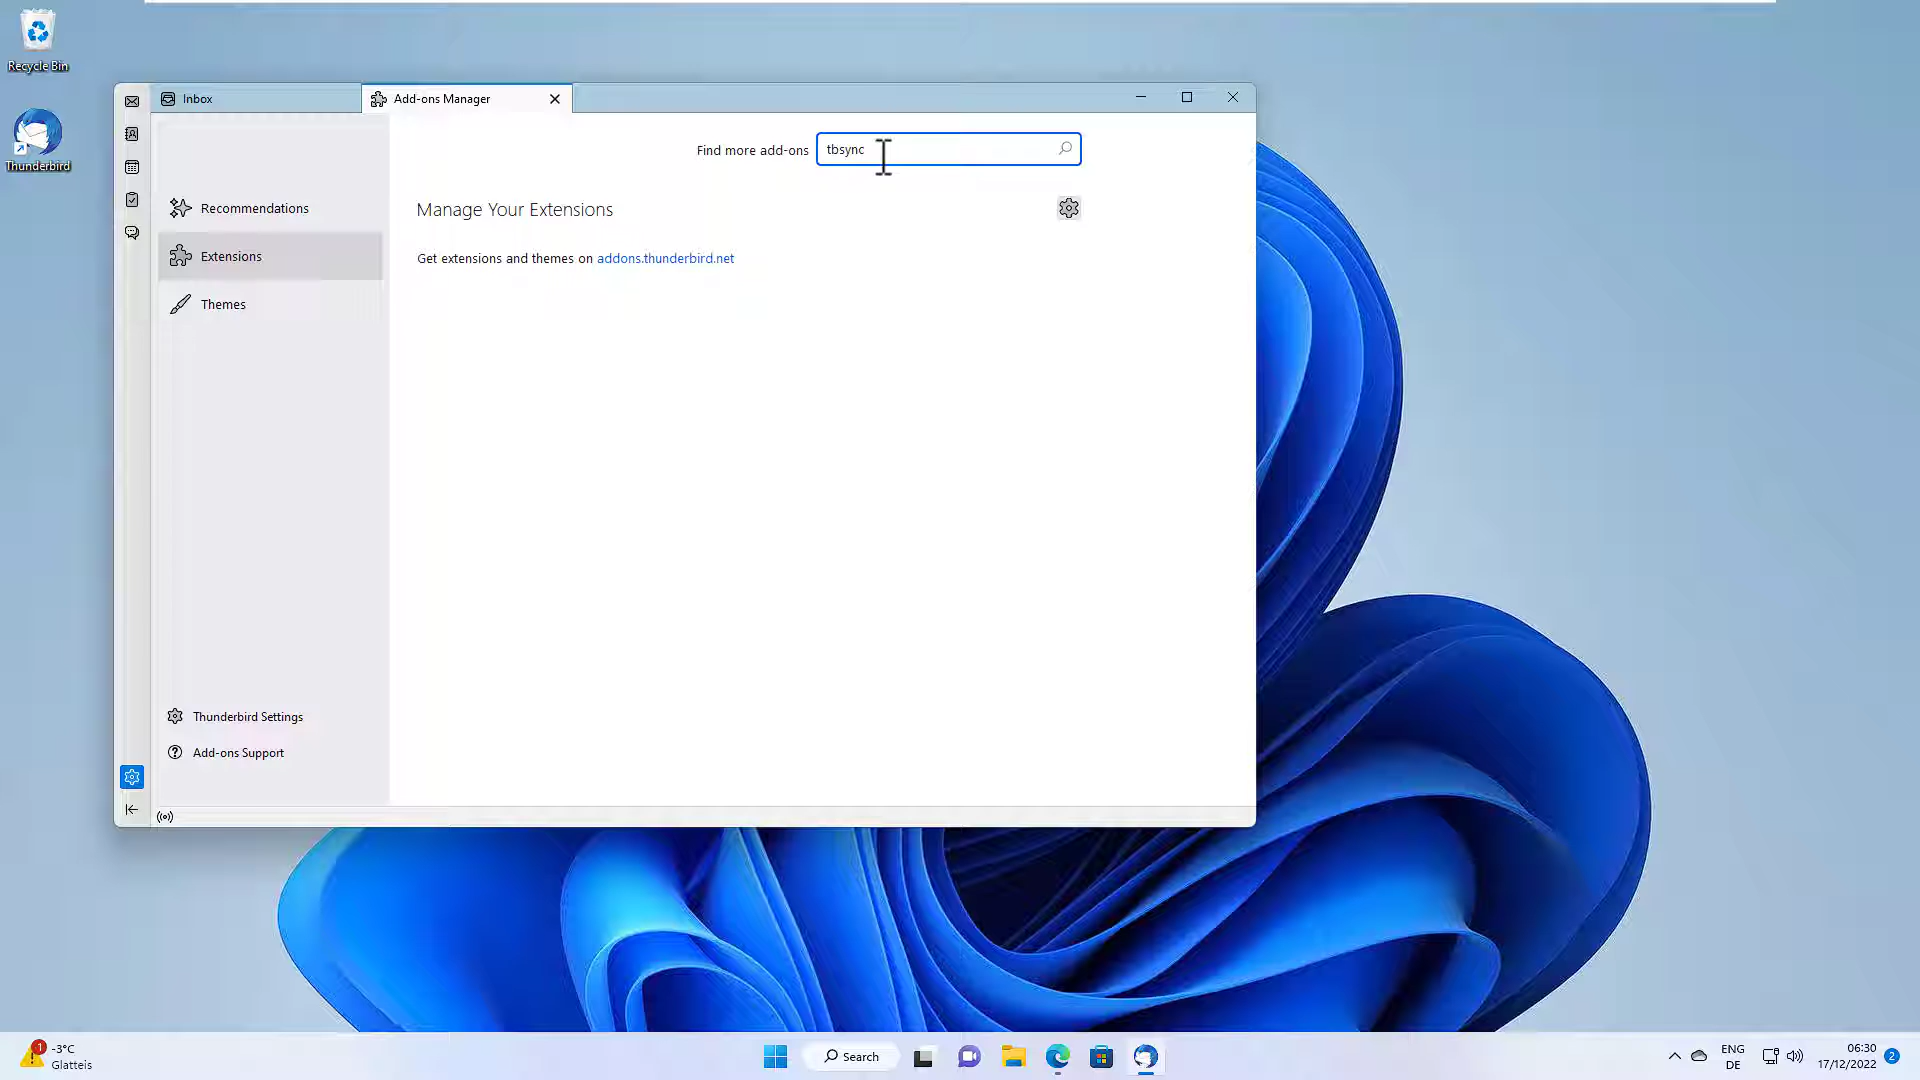 Recycle Bin
Thunderbird
Inbox
Add-ons Manager
Find more add-ons
tbsync
Recommendations
Extensions
Themes
Manage Your Extensions
Get extensions and themes on addons.thunderbird.net
Thunderbird Settings
Add-ons Support
1
-3°C
Glatteis
Search
ENG
DE
06:30
17/12/2022
2